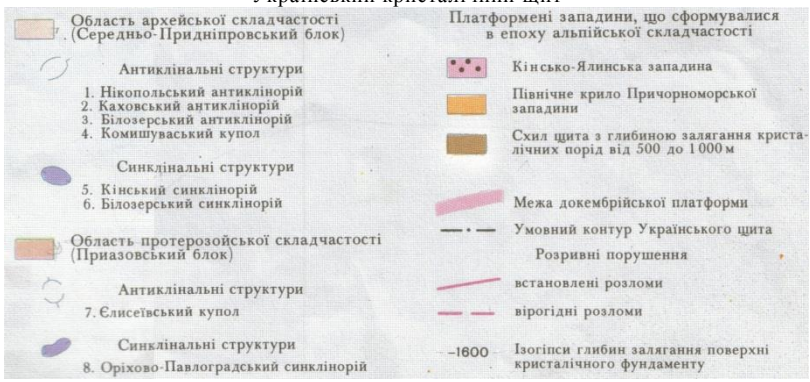 Український кристалічний щит
Область архейської складчастості
(Середньо-Придніпровський блок)
Антиклінальні структури
1. Нікопольський антиклінорій
2. Каховський антиклінорій
3. Білозерський антиклінорій
4. Комишуваський купол
Синклінальні структури
5. Кінський синклінорій
6. Білозерський синклінорій
Область протерозойської складчастості
(Приазовський блок)
Антиклінальні структури
7. Єлисеївський купол
Синклінальні структури
8. Оріхово-Павлоградський синклінорій
Платформені западини, що сформувалися
в епоху альпійської складчастості
Кінсько-Ялинська западина
Північне крило Причорноморської
западини
Схил щита з глибиною залягання криста-
лічних порід від 500 до 1000 м
Межа докембрійської платформи
Умовний контур Українського щита
Розривні порушення
встановлені розломи
вірогідні розломи
-1600 Ізогіпси глибин залягання поверхні
кристалічного фундаменту